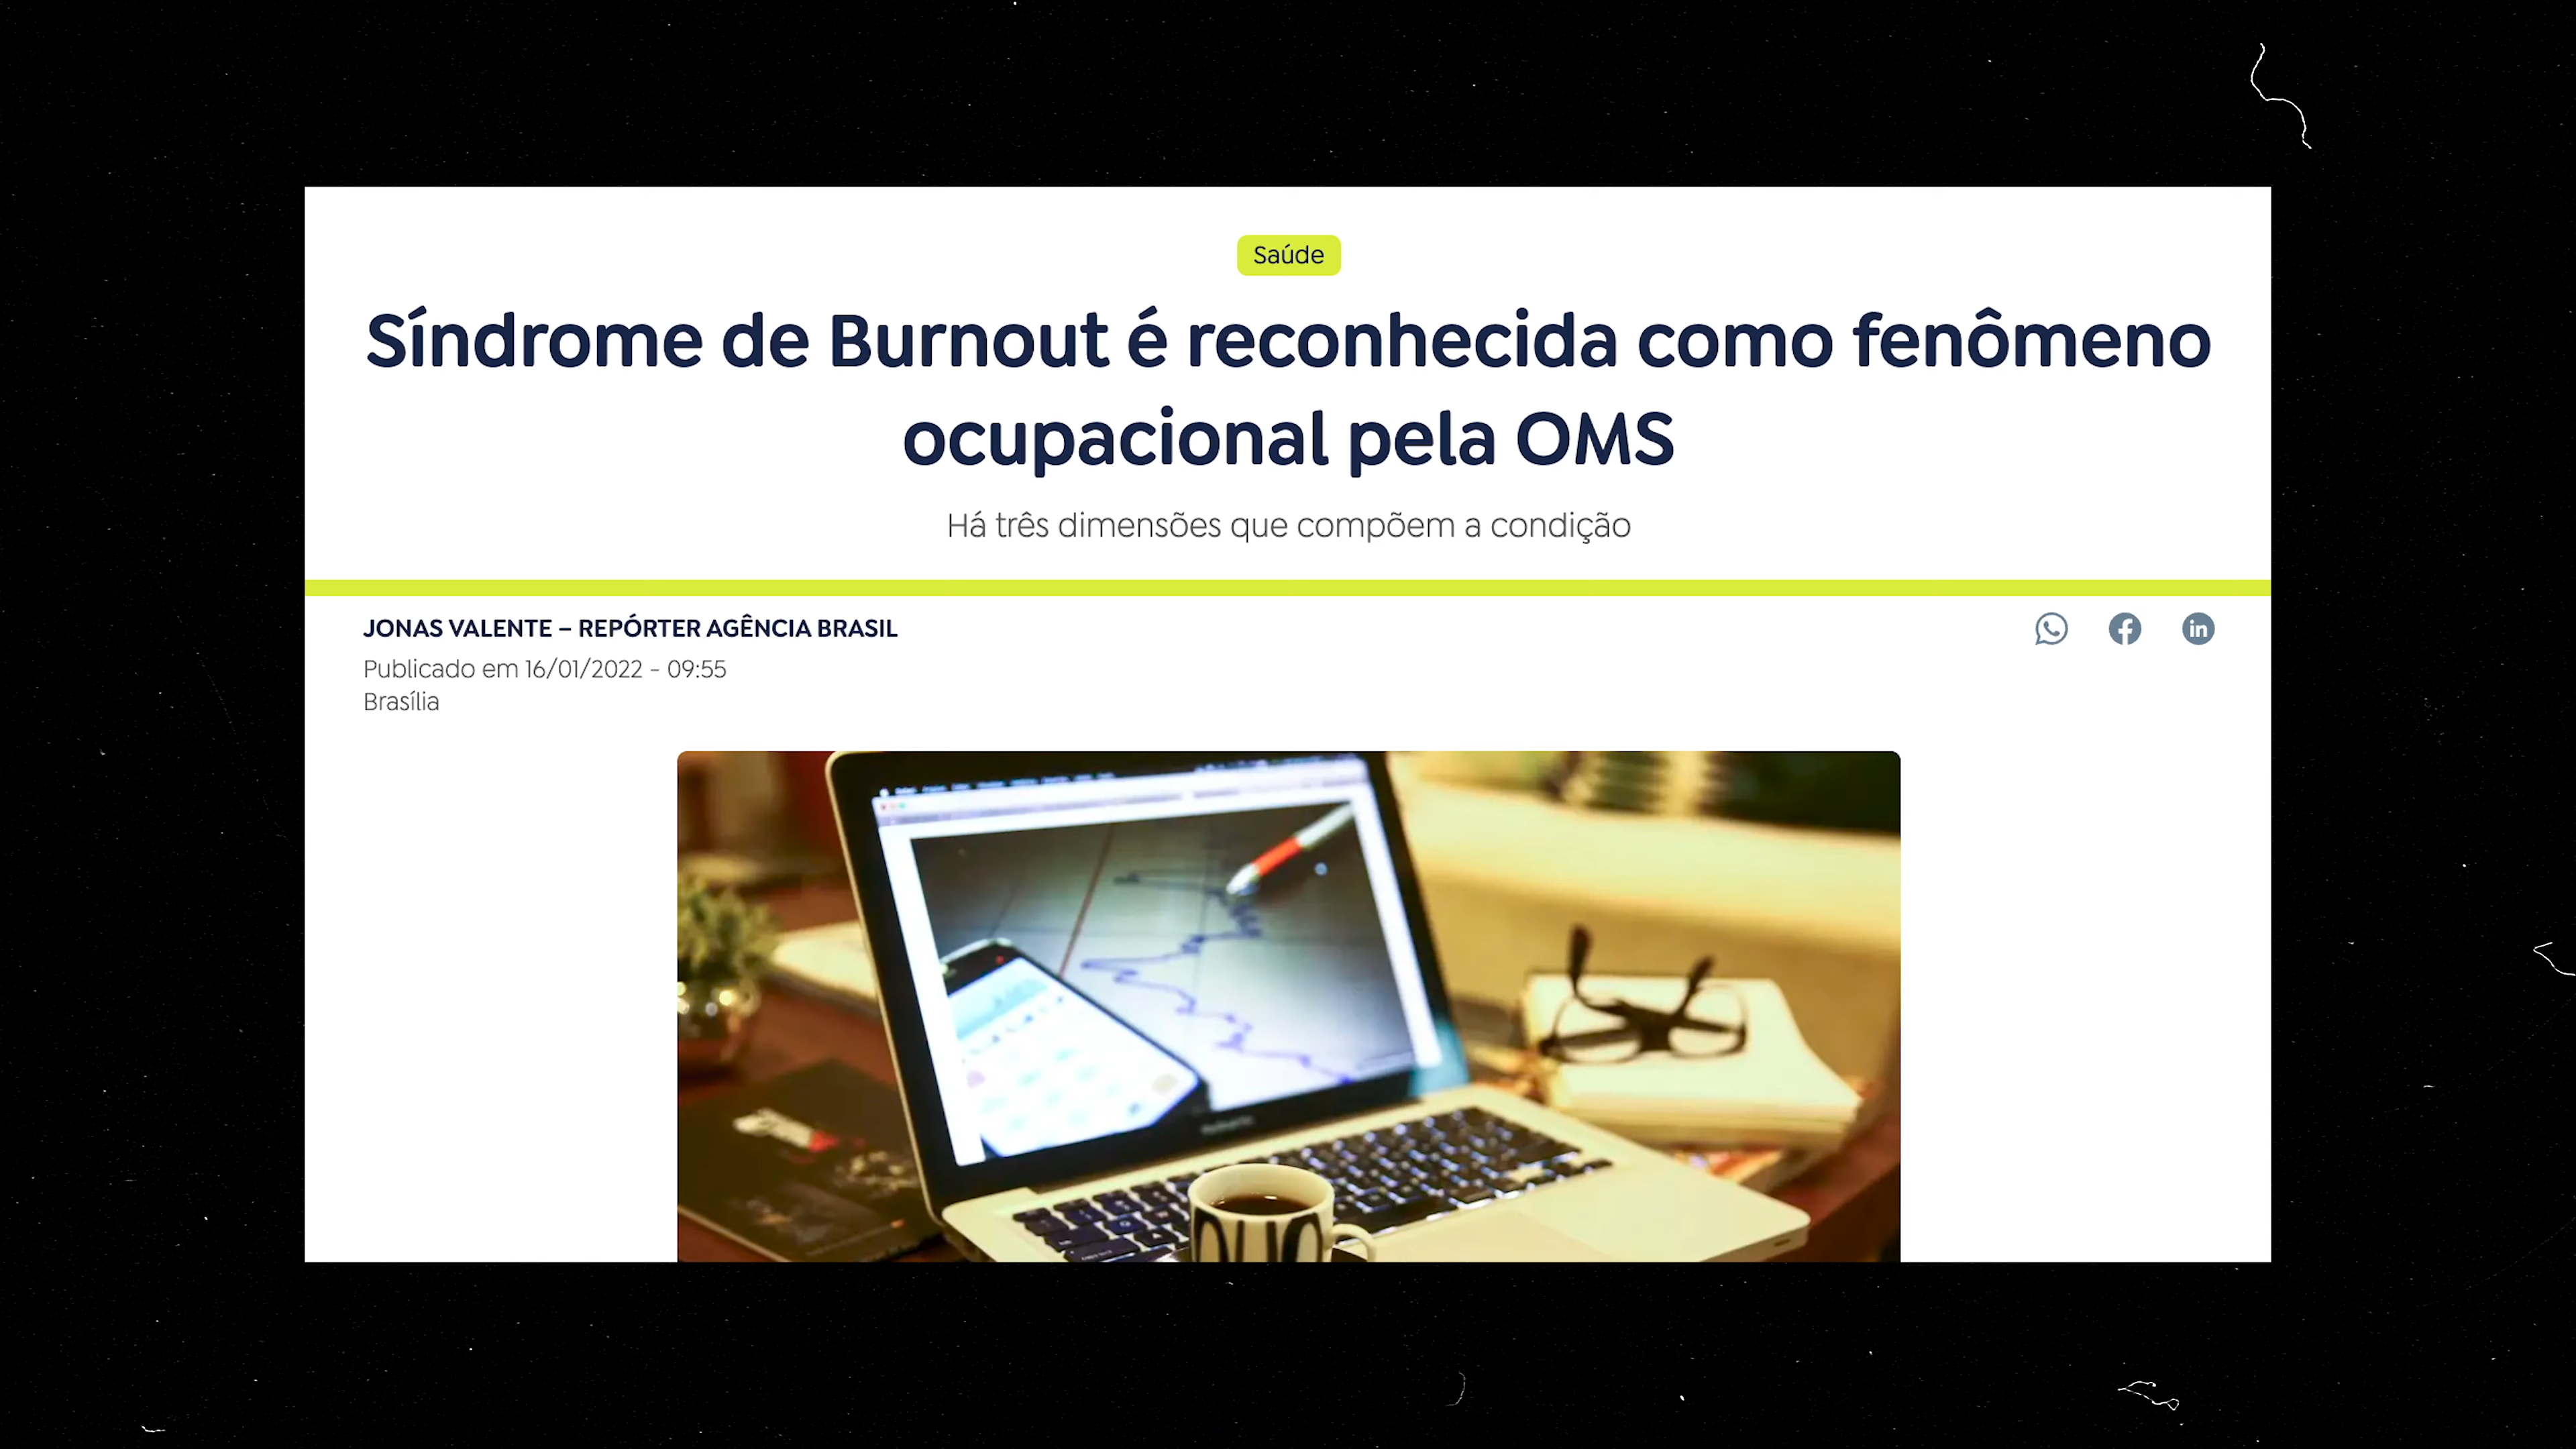 Saúde
Síndrome de Burnout é reconhecida como fenômeno
ocupacional pela OMS
Há três dimensões que compõem a condição
JONAS VALENTE – REPÓRTER AGÊNCIA BRASIL
Publicado em 16/01/2022 - 09:55
Brasília